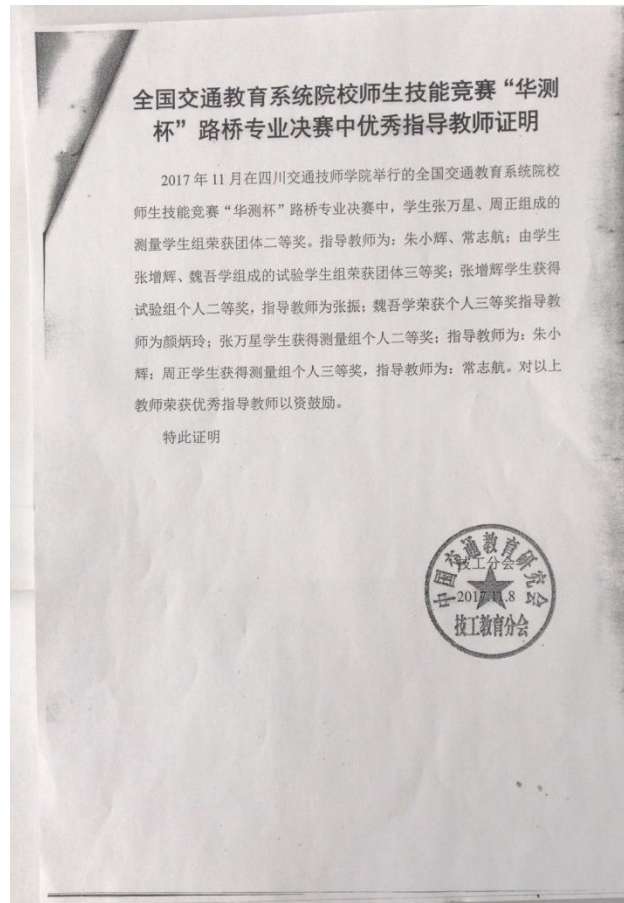 全国交通教育系统院校师生技能竞赛“华测
杯”路桥专业决赛中优秀指导教师证明
2017 年 11 月在四川交通技师学院举行的全国交通教育系统院校
师生技能竞赛“华测杯”路桥专业决赛中，学生张万星、周正组成的
测量学生组荣获团体二等奖。指导教师为：朱小辉、常志航；由学生
张增辉、魏吾学组成的试验学生组荣获团体三等奖；张增辉学生获得
试验组个人二等奖，指导教师为张振；魏吾学荣获个人三等奖指导教
师为颜炳玲；张万星学生获得测量组个人二等奖；指导教师为：朱小
辉；周正学生获得测量组个人三等奖，指导教师为：常志航。对以上
教师荣获优秀指导教师以资鼓励。
特此证明
中国交通教育研究会
技工分会
2017.11.8
技工教育分会